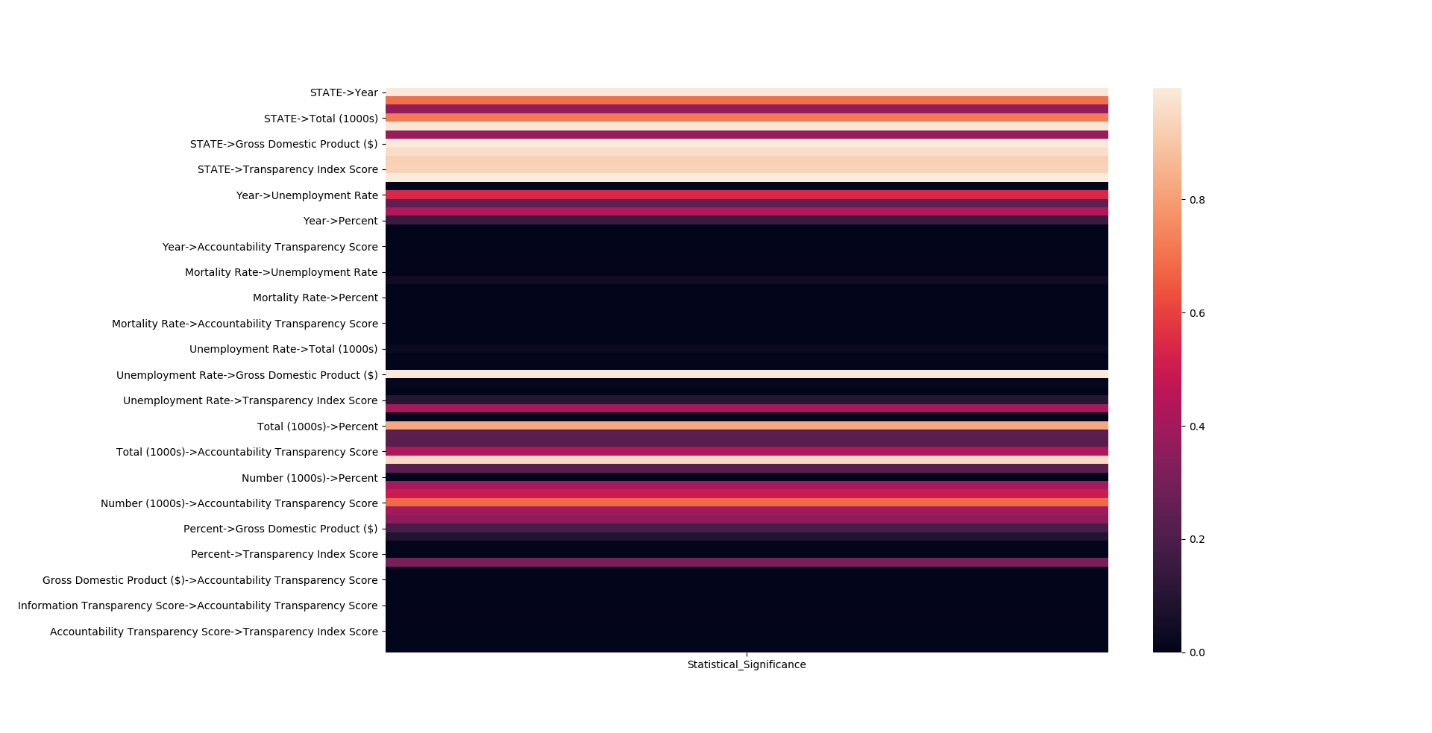 STATE->Year
STATE->Total (1000s)
STATE->Gross Domestic Product ($)
STATE->Transparency Index Score
Year->Unemployment Rate
Year->Percent
Year->Accountability Transparency Score
Mortality Rate->Unemployment Rate
Mortality Rate->Percent
Mortality Rate->Accountability Transparency Score
Unemployment Rate->Total (1000s)
Unemployment Rate->Gross Domestic Product ($)
Unemployment Rate->Transparency Index Score
Total (1000s)->Percent
Total (1000s)->Accountability Transparency Score
Number (1000s)->Percent
Number (1000s)->Accountability Transparency Score
Percent->Gross Domestic Product ($)
Percent->Transparency Index Score
Gross Domestic Product ($)->Accountability Transparency Score
Information Transparency Score->Accountability Transparency Score
Accountability Transparency Score->Transparency Index Score
Statistical_Significance
0.8
0.6
0.4
0.2
0.0